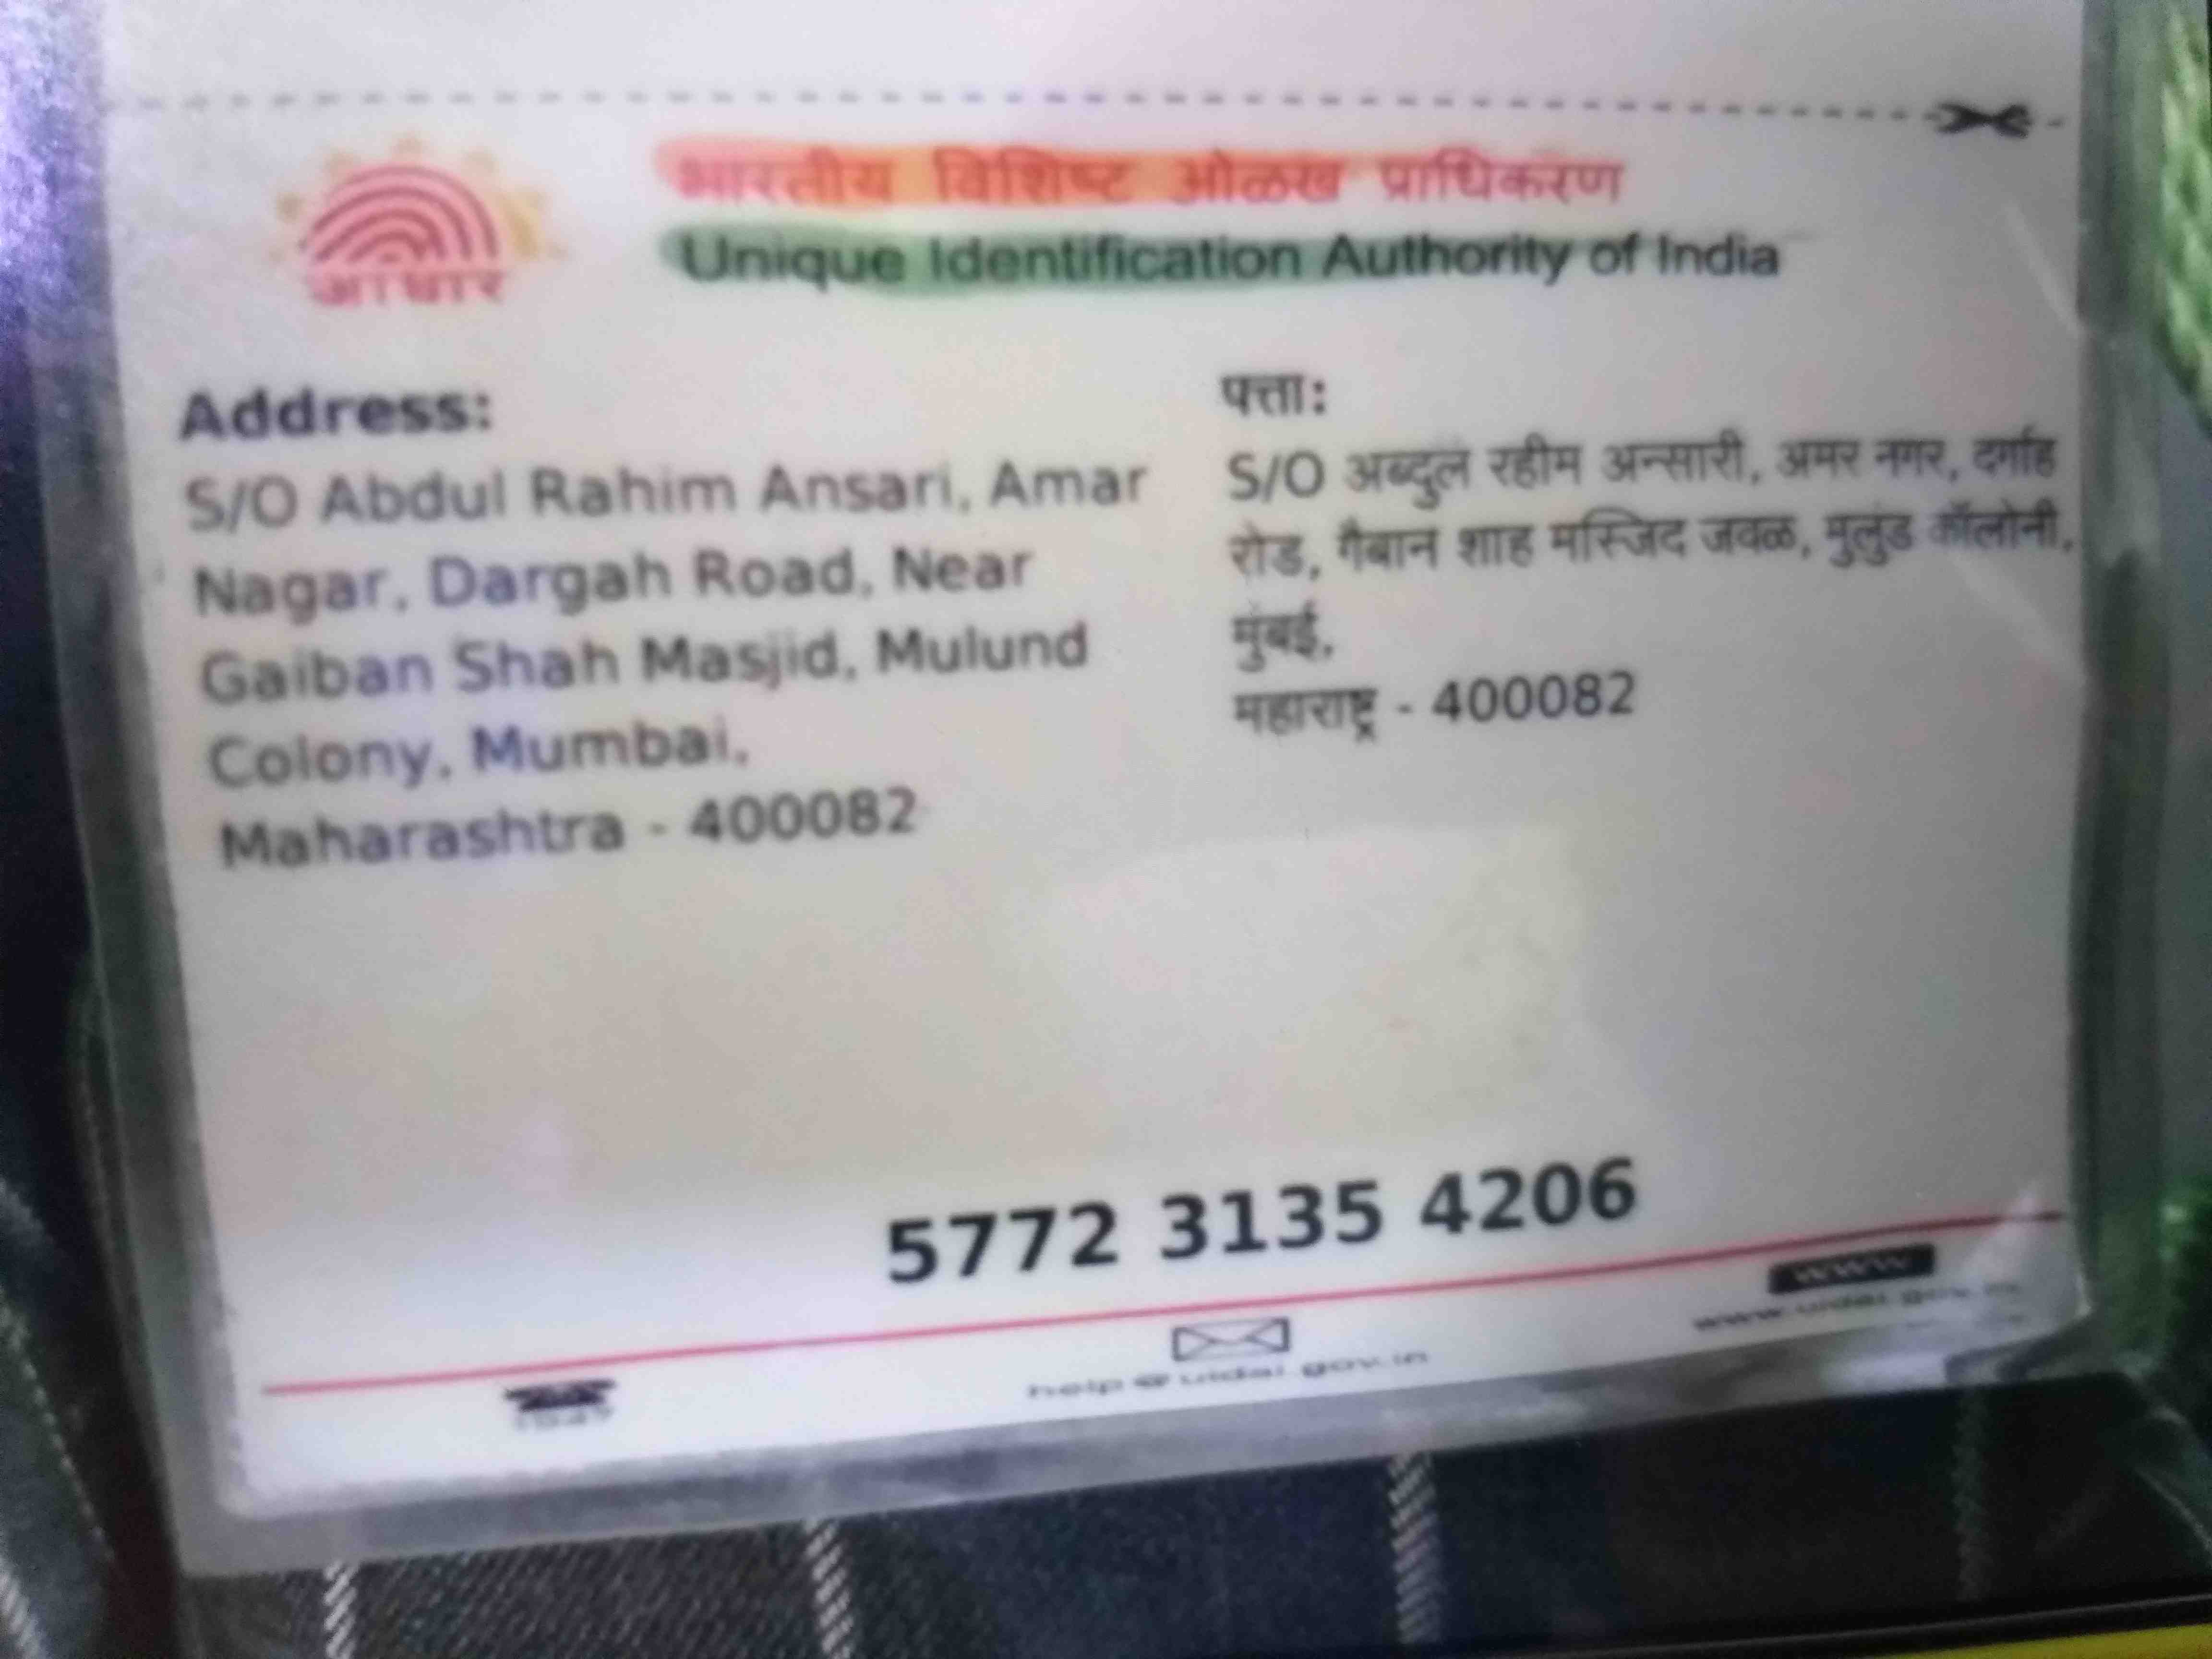 भारतीय विशिष्ट ओळख प्राधिकरण
Unique Identification Authority of India
आधार
Address:
S/O Abdul Rahim Ansari, Amar
Nagar, Dargah Road, Near
Gaiban Shah Masjid, Mulund
Colony, Mumbai,
Maharashtra - 400082
पत्ता:
S/O अब्दुल रहीम अन्सारी, अमर नगर, दर्गाह
रोड, गैबान शाह मस्जिद जवळ, मुलुंड कॉलोनी,
मुंबई,
महाराष्ट्र - 400082
5772 3135 4206
1947
help@uidai.gov.in
www
www.uidai.gov.in